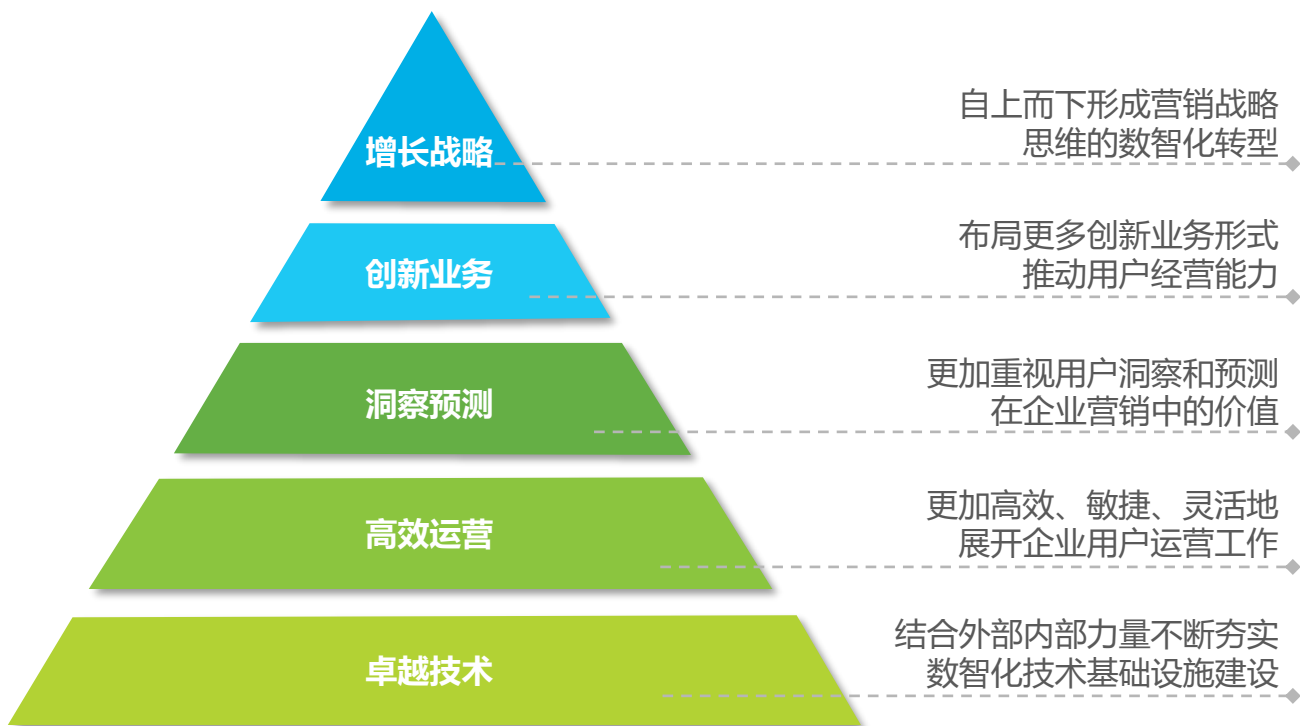 自上而下形成营销战略
增长战略
思维的数智化转型
布局更多创新业务形式
创新业务
推动用户经营能力
更加重视用户洞察和预测
洞察预测
在企业营销中的价值
更加高效、敏捷、灵活地
高效运营
展开企业用户运营工作
结合外部内部力量不断夯实
卓越技术
数智化技术基础设施建设